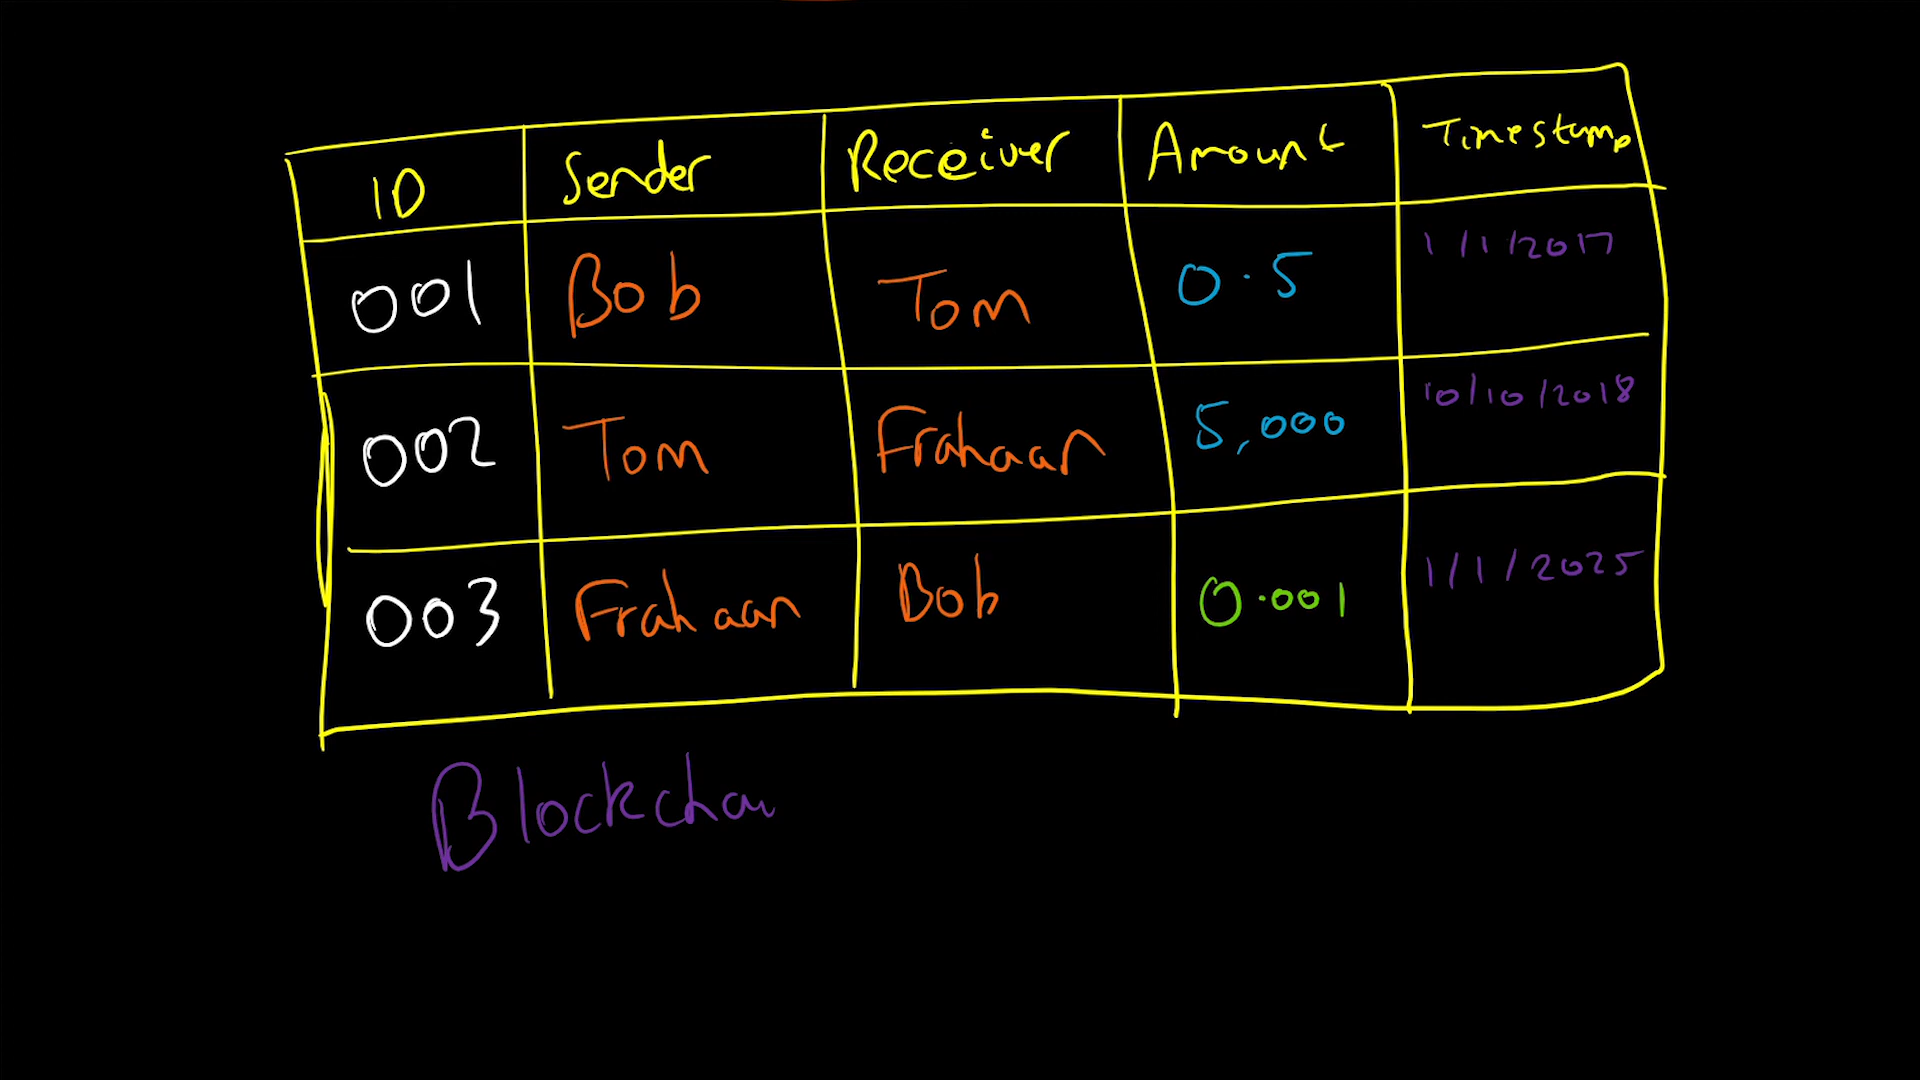 ID Sender Receiver Amount Timestamp
001 Bob Tom 0.5 1/1/2017
002 Tom Frahaan 5,000 10/10/2018
003 Frahaan Bob 0.001 1/1/2025
Blockchai